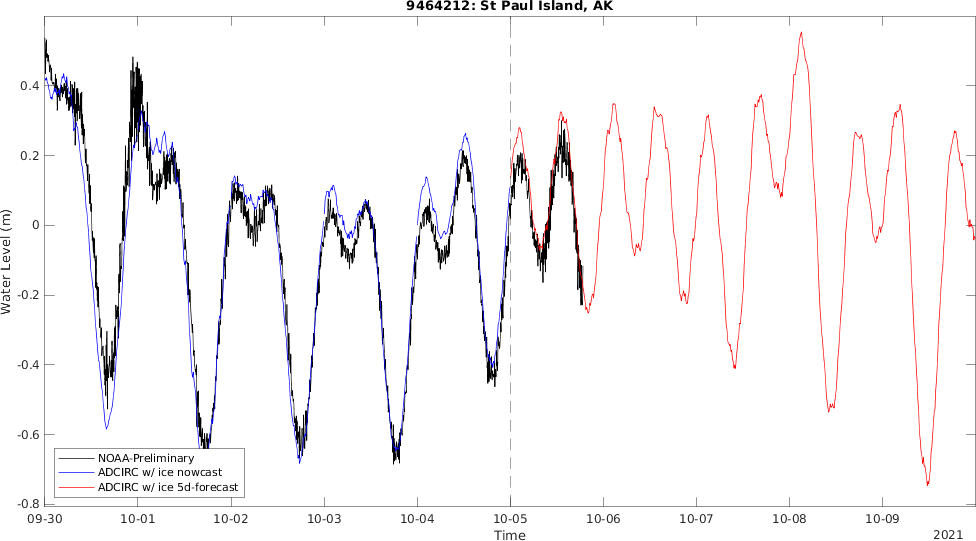 9464212: St Paul Island, AK
Water Level (m)
0.4
0.2
0
-0.2
-0.4
-0.6
-0.8
NOAA-Preliminary
ADCIRC w/ ice nowcast
ADCIRC w/ ice 5d-forecast
09-30 10-01 10-02 10-03 10-04 10-05 10-06 10-07 10-08 10-09
Time
2021